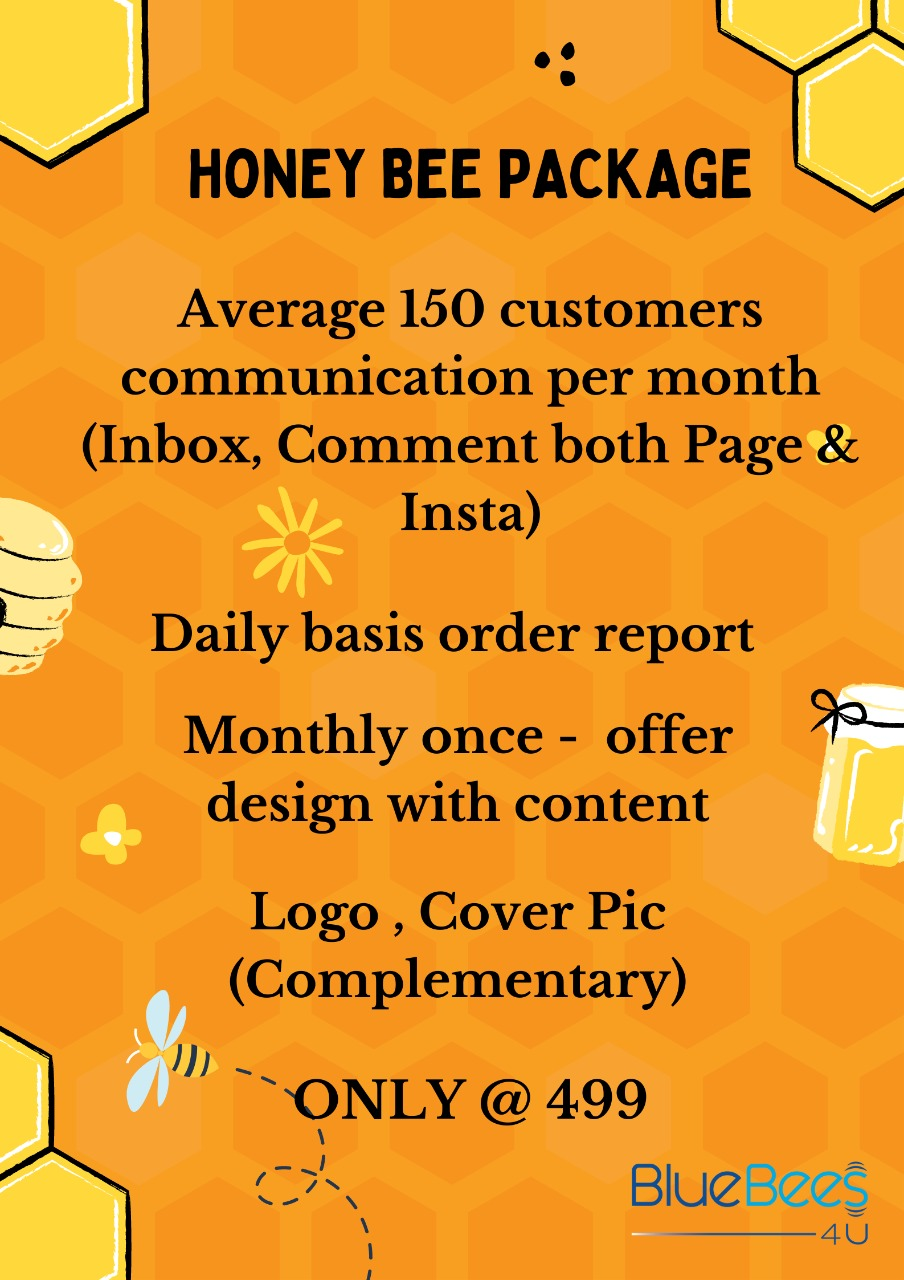 HONEY BEE PACKAGE
Average 150 customers
communication per month
(Inbox, Comment both Page &
Insta)
Daily basis order report
Monthly once -  offer
design with content
Logo , Cover Pic
(Complementary)
ONLY @ 499
BlueBees
4U